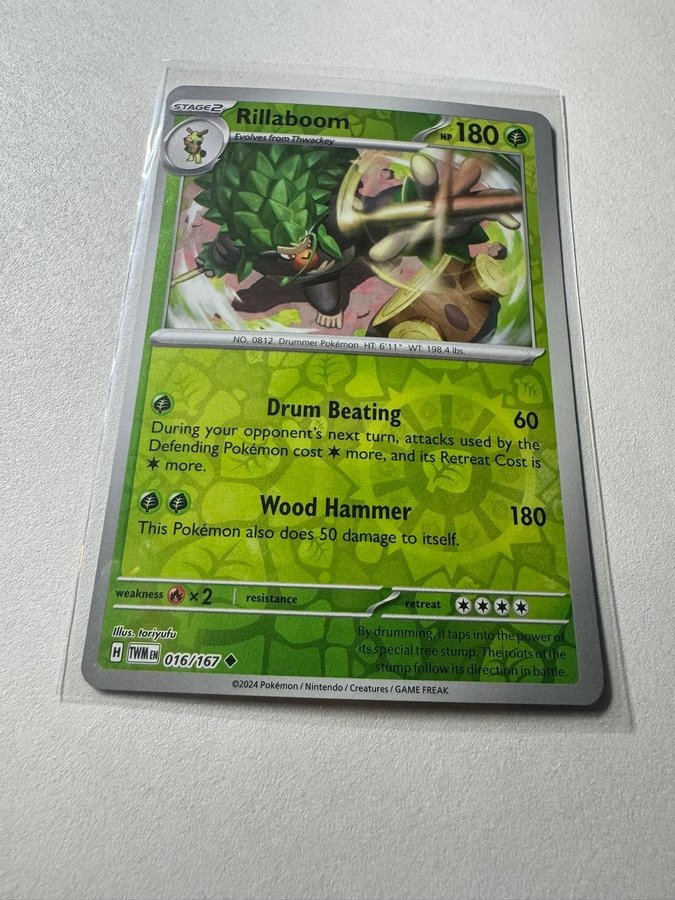 STAGE2
Rillaboom
HP 180
Evolves from Thwackey
NO. 0812 Drummer Pokémon HT: 6'11" WT: 198.4 lbs.
Drum Beating 60
During your opponent's next turn, attacks used by the
Defending Pokémon cost more, and its Retreat Cost is
more.
Wood Hammer 180
This Pokémon also does 50 damage to itself.
weakness ×2 resistance retreat
Illus. toriyufu
H TWM EN 016/167
By drumming, it taps into the power of
its special tree stump. The roots of the
stump follow its direction in battle.
©2024 Pokémon / Nintendo / Creatures / GAME FREAK